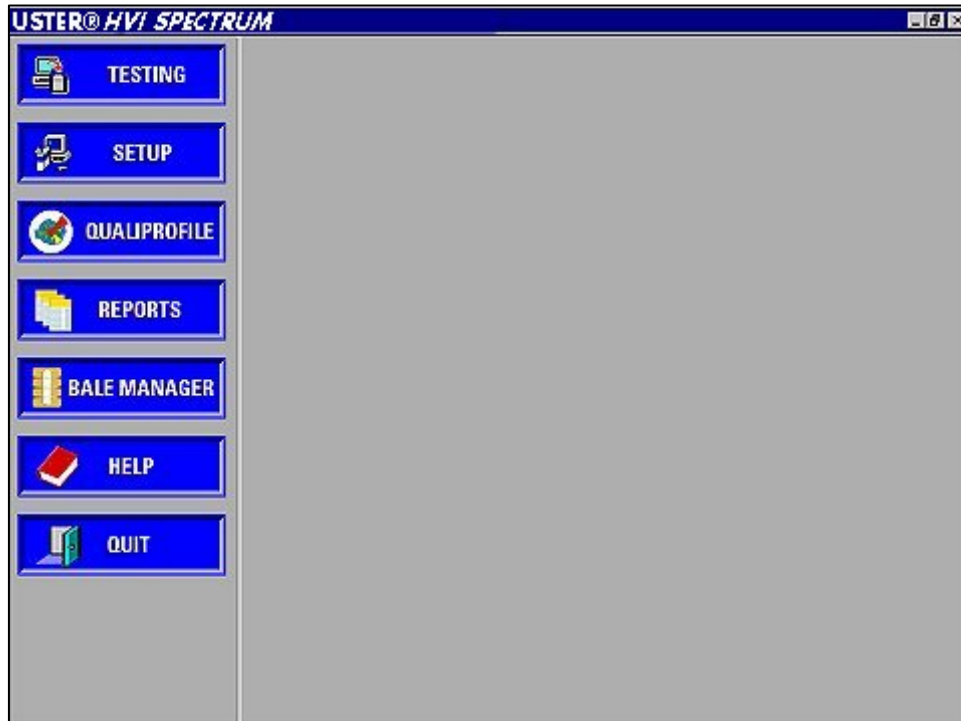 USTER® HVI SPECTRUM
TESTING
SETUP
QUALIPROFILE
REPORTS
BALE MANAGER
HELP
QUIT